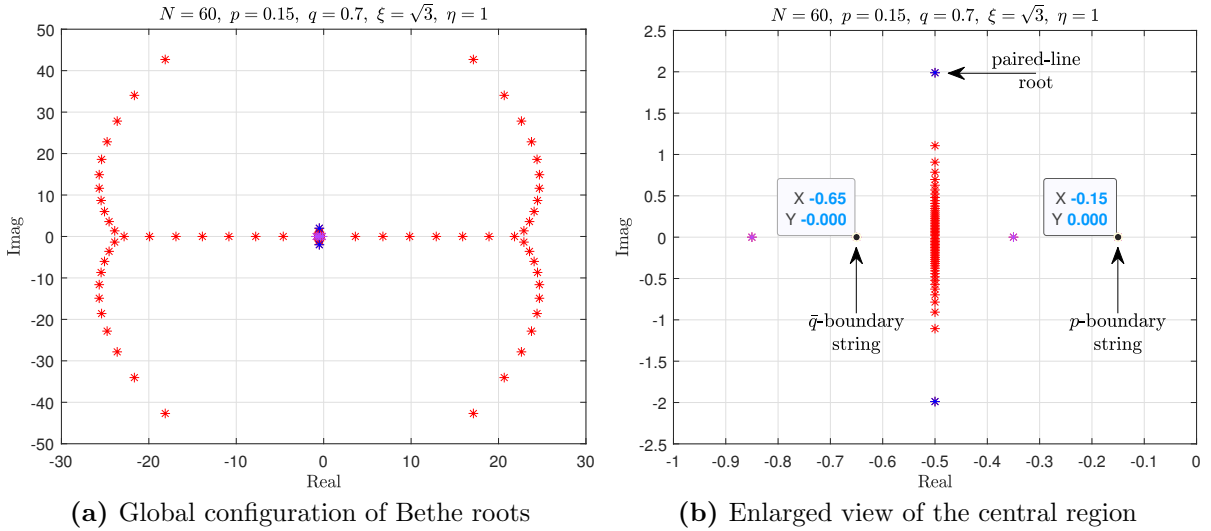 N = 60, p = 0.15, q = 0.7, ξ = √3, η = 1
50
40
30
20
10
0
-10
-20
-30
-40
-50
Imag
-30 -20 -10 0 10 20 30
Real
(a) Global configuration of Bethe roots
N = 60, p = 0.15, q = 0.7, ξ = √3, η = 1
2.5
2
1.5
1
0.5
0
-0.5
-1
-1.5
-2
-2.5
Imag
paired-line
root
X -0.65
Y -0.000
X -0.15
Y 0.000
q̄-boundary
string
p-boundary
string
-1 -0.9 -0.8 -0.7 -0.6 -0.5 -0.4 -0.3 -0.2 -0.1 0
Real
(b) Enlarged view of the central region